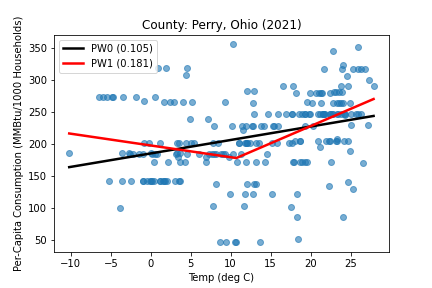 County: Perry, Ohio (2021)
PW0 (0.105)
PW1 (0.181)
Per-Capita Consumption (MMBtu/1000 Households)
350
300
250
200
150
100
50
−10 −5 0 5 10 15 20 25
Temp (deg C)